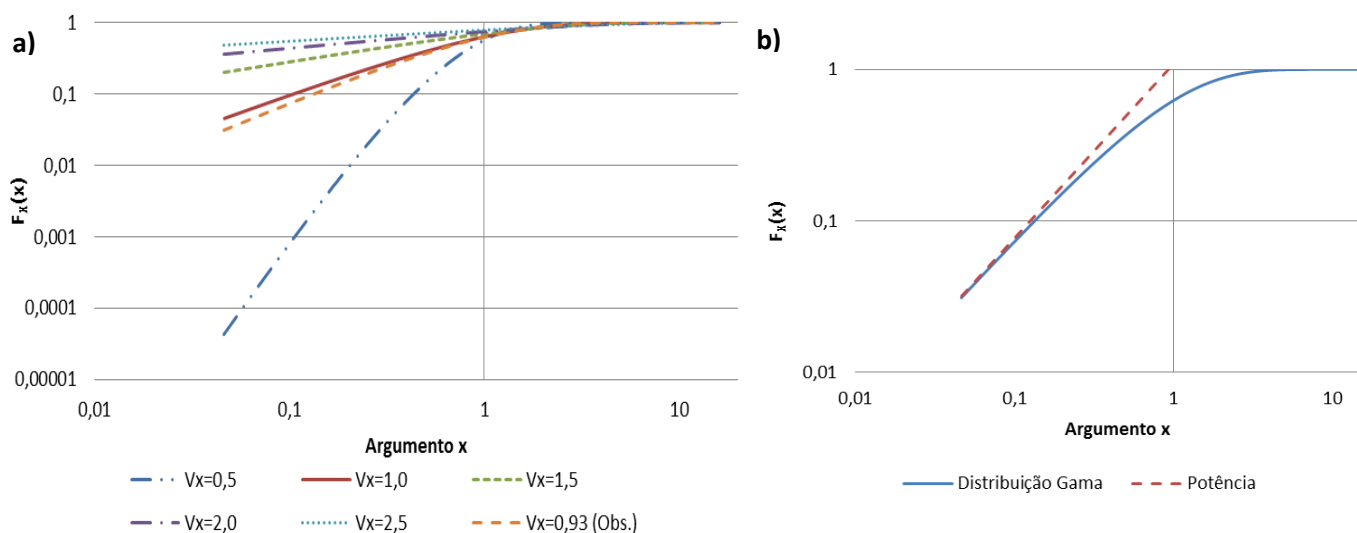 a)
1
0,1
0,01
0,001
0,0001
0,00001
F_X(x)
0,01 0,1 1 10
Argumento x
Vx=0,5 Vx=1,0 Vx=1,5
Vx=2,0 Vx=2,5 Vx=0,93 (Obs.)
b)
1
0,1
0,01
F_X(x)
0,01 0,1 1 10
Argumento x
Distribuição Gama Potência